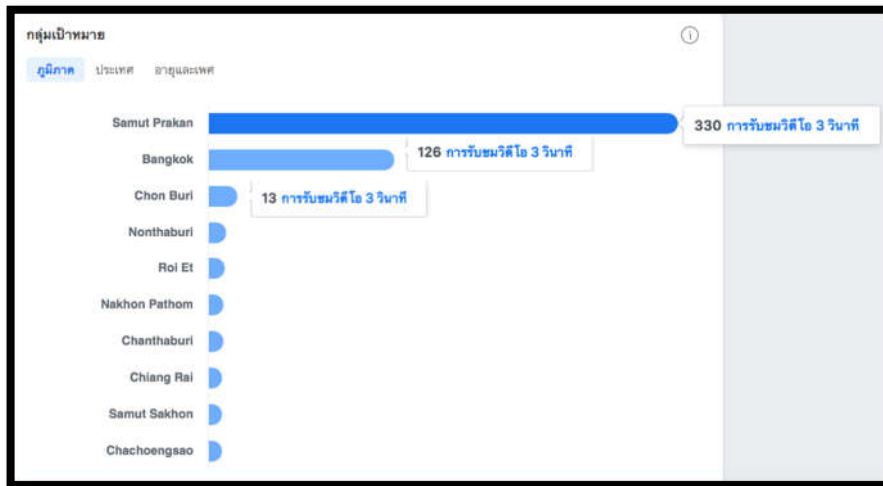 กลุ่มเป้าหมาย
ภูมิภาค ประเทศ อายุและเพศ
Samut Prakan 330 การรับชมวิดีโอ 3 วินาที
Bangkok 126 การรับชมวิดีโอ 3 วินาที
Chon Buri 13 การรับชมวิดีโอ 3 วินาที
Nonthaburi
Roi Et
Nakhon Pathom
Chanthaburi
Chiang Rai
Samut Sakhon
Chachoengsao